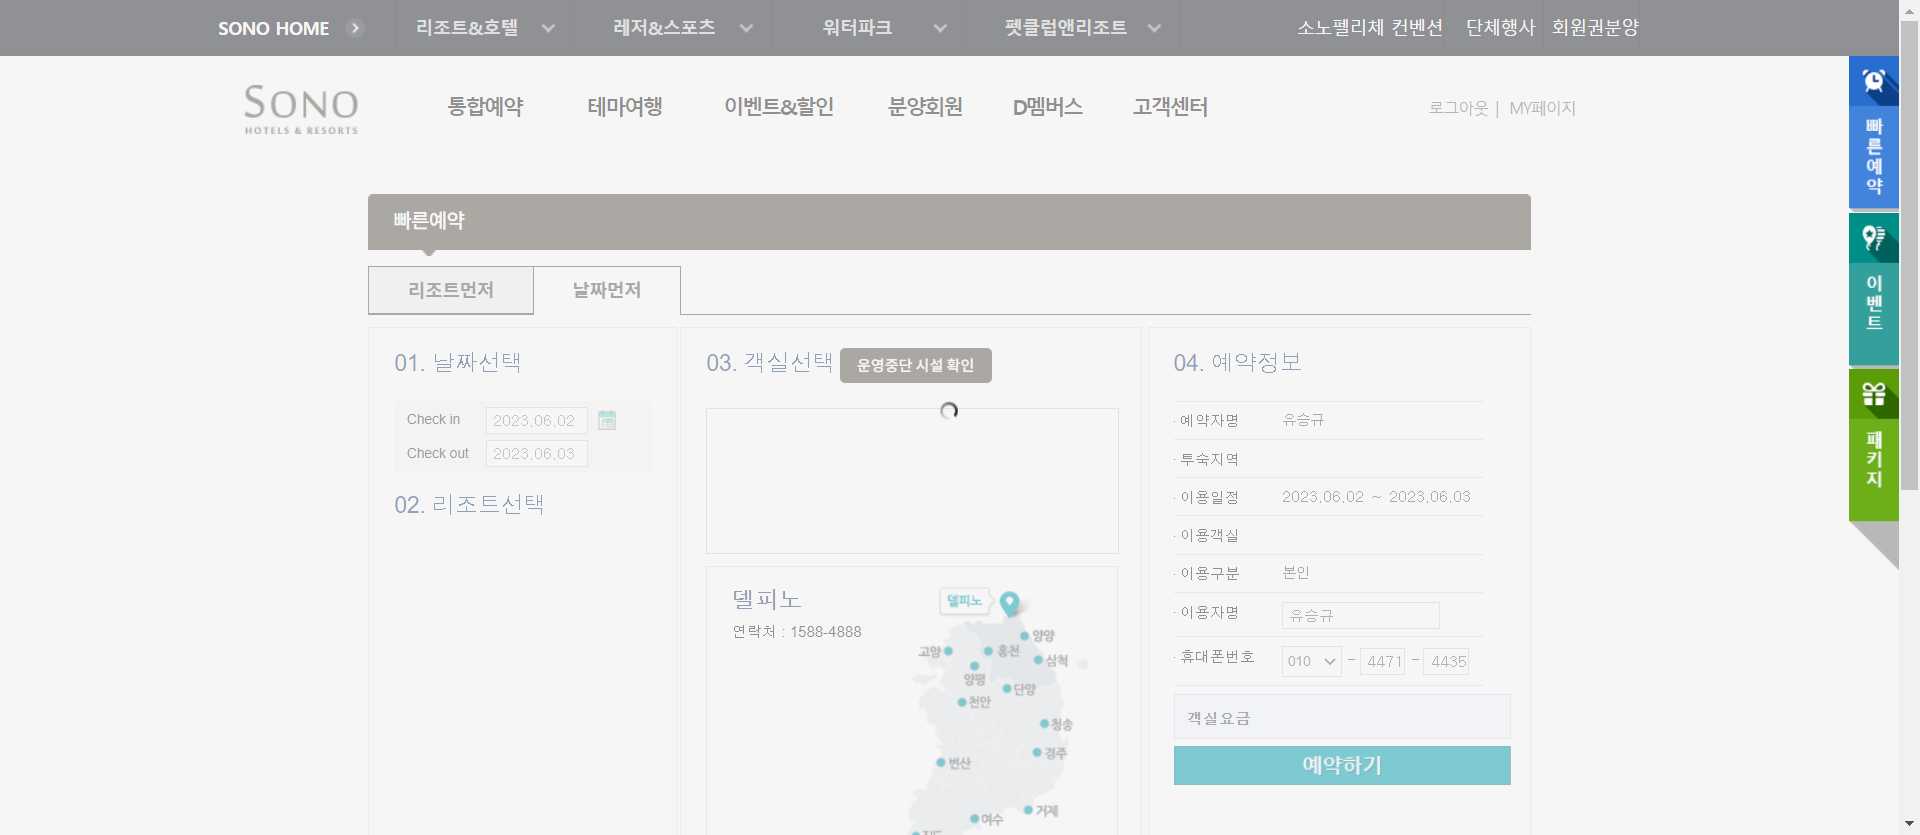 SONO HOME 리조트&호텔 레저&스포츠 워터파크 펫클럽앤리조트 소노펠리체 컨벤션 단체행사 회원권분양
SONO
HOTELS & RESORTS
통합예약 테마여행 이벤트&할인 분양회원 D멤버스 고객센터
로그아웃 | MY페이지
빠른예약
이벤트
패키지
빠른예약
리조트먼저 날짜먼저
01. 날짜선택
Check in 2023.06.02
Check out 2023.06.03
02. 리조트선택
03. 객실선택 운영중단 시설 확인
델피노
연락처 : 1588-4888
델피노
양양
고양
홍천
삼척
양평
단양
천안
청송
경주
변산
거제
여수
04. 예약정보
· 예약자명 유승규
· 투숙지역
· 이용일정 2023.06.02 ~ 2023.06.03
· 이용객실
· 이용구분 본인
· 이용자명 유승규
· 휴대폰번호 010 - 4471 - 4435
객실요금
예약하기